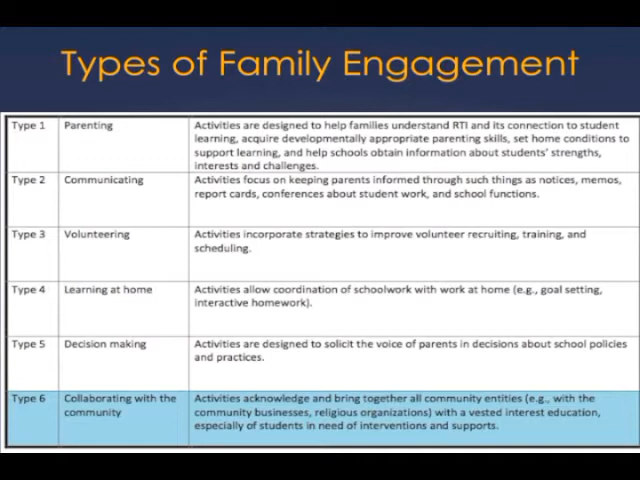 Types of Family Engagement
Type 1 Parenting Activities are designed to help families understand RTI and its connection to student
learning, acquire developmentally appropriate parenting skills, set home conditions to
support learning, and help schools obtain information about students' strengths,
interests and challenges.
Type 2 Communicating Activities focus on keeping parents informed through such things as notices, memos,
report cards, conferences about student work, and school functions.
Type 3 Volunteering Activities incorporate strategies to improve volunteer recruiting, training, and
scheduling.
Type 4 Learning at home Activities allow coordination of schoolwork with work at home (e.g., goal setting,
interactive homework).
Type 5 Decision making Activities are designed to solicit the voice of parents in decisions about school policies
and practices.
Type 6 Collaborating with the Activities acknowledge and bring together all community entities (e.g., with the
community community businesses, religious organizations) with a vested interest education,
especially of students in need of interventions and supports.